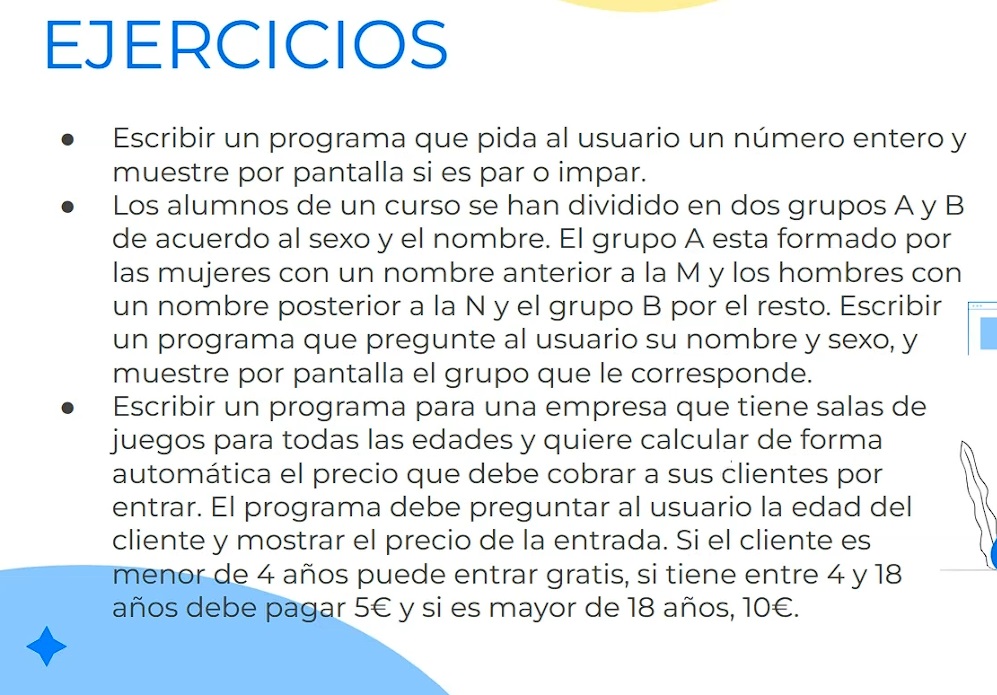 EJERCICIOS
● Escribir un programa que pida al usuario un número entero y
muestre por pantalla si es par o impar.
● Los alumnos de un curso se han dividido en dos grupos A y B
de acuerdo al sexo y el nombre. El grupo A esta formado por
las mujeres con un nombre anterior a la M y los hombres con
un nombre posterior a la N y el grupo B por el resto. Escribir
un programa que pregunte al usuario su nombre y sexo, y
muestre por pantalla el grupo que le corresponde.
● Escribir un programa para una empresa que tiene salas de
juegos para todas las edades y quiere calcular de forma
automática el precio que debe cobrar a sus clientes por
entrar. El programa debe preguntar al usuario la edad del
cliente y mostrar el precio de la entrada. Si el cliente es
menor de 4 años puede entrar gratis, si tiene entre 4 y 18
años debe pagar 5€ y si es mayor de 18 años, 10€.